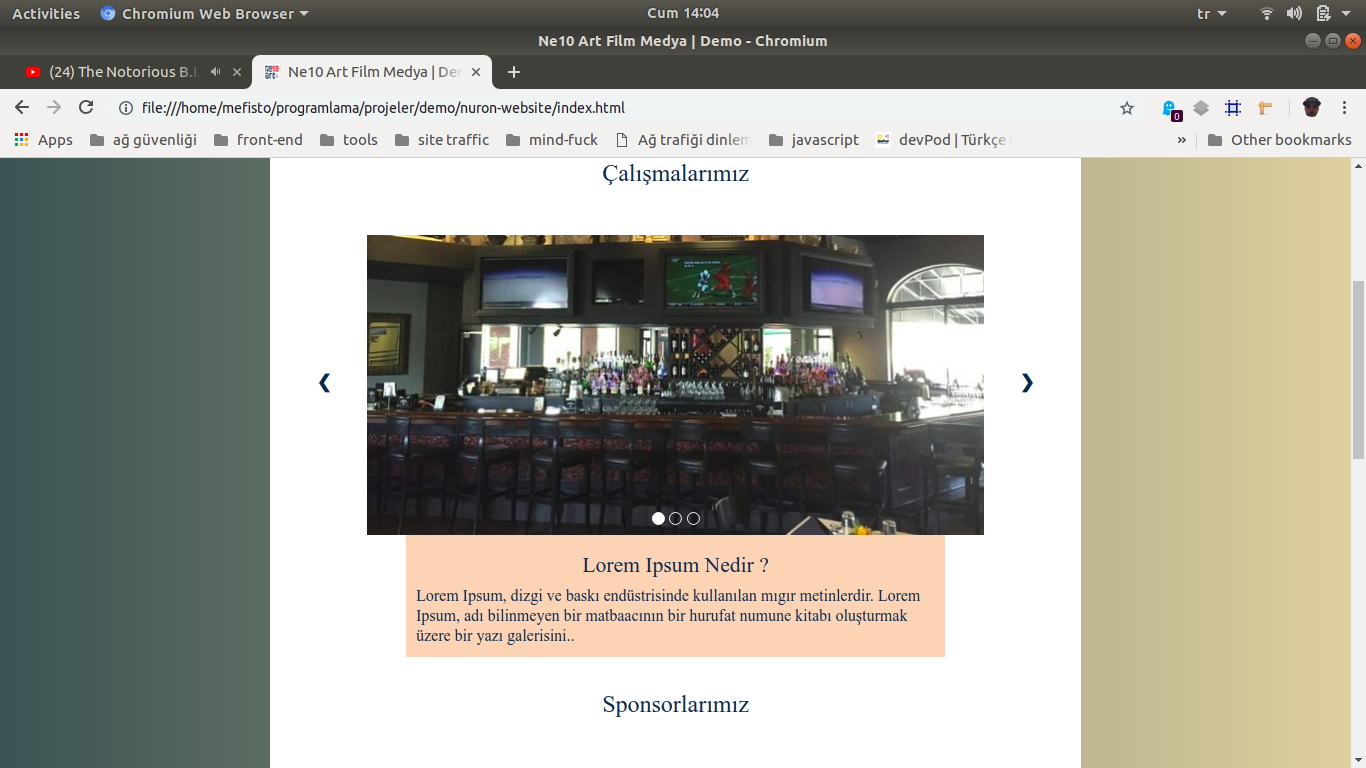 Activities
Chromium Web Browser
Cum 14:04
tr
Ne10 Art Film Medya | Demo - Chromium
(24) The Notorious B.I.
Ne10 Art Film Medya | Der
file:///home/mefisto/programlama/projeler/demo/nuron-website/index.html
0
Apps
ağ güvenliği
front-end
tools
site traffic
mind-fuck
Ağ trafiği dinlem
javascript
devPod | Türkçe
»
Other bookmarks
Çalışmalarımız
❮
❯
Lorem Ipsum Nedir ?
Lorem Ipsum, dizgi ve baskı endüstrisinde kullanılan mıgır metinlerdir. Lorem
Ipsum, adı bilinmeyen bir matbaacının bir hurufat numune kitabı oluşturmak
üzere bir yazı galerisini..
Sponsorlarımız